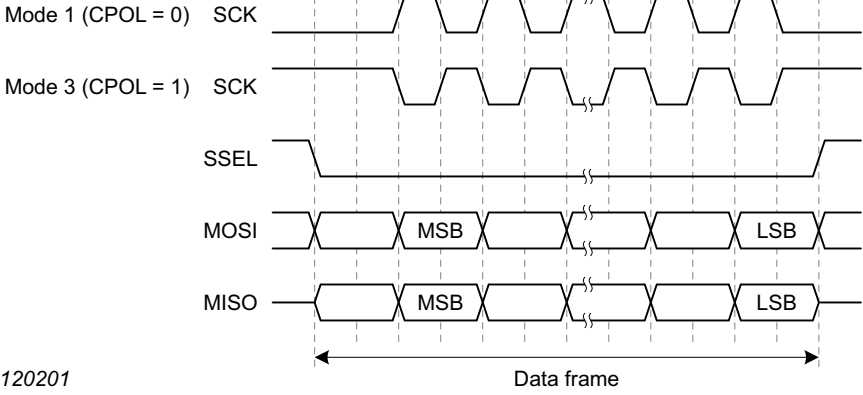 Mode 1 (CPOL = 0) SCK
Mode 3 (CPOL = 1) SCK
SSEL
MOSI MSB LSB
MISO MSB LSB
120201 Data frame